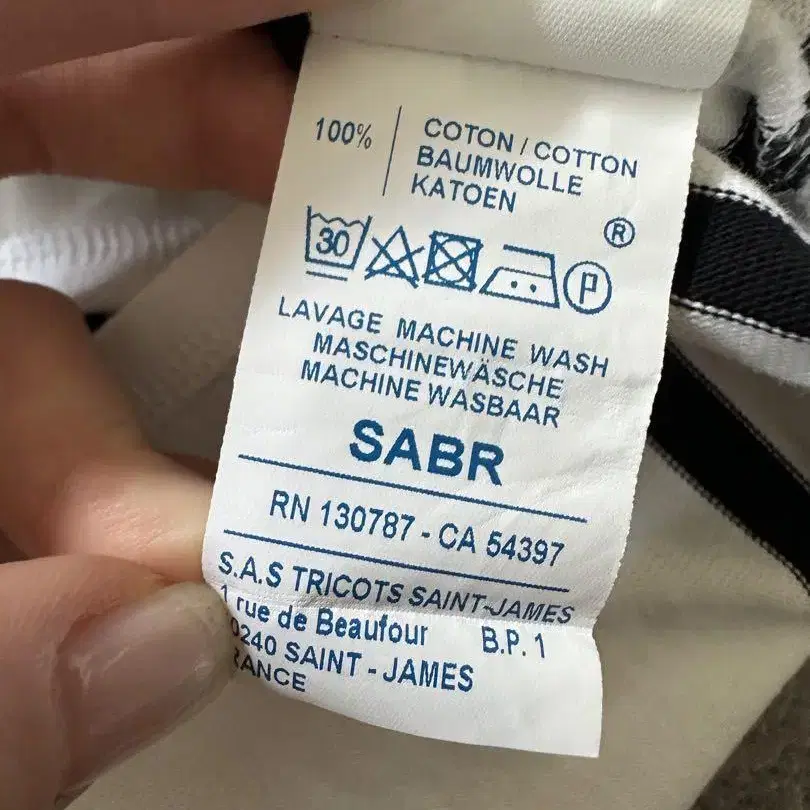 100% COTON / COTTON
BAUMWOLLE
KATOEN
®
30 P
LAVAGE MACHINE WASH
MASCHINEWÄSCHE
MACHINE WASBAAR
SABR
RN 130787 - CA 54397
S.A.S TRICOTS SAINT-JAMES
1 rue de Beaufour B.P. 1
0240 SAINT - JAMES
RANCE